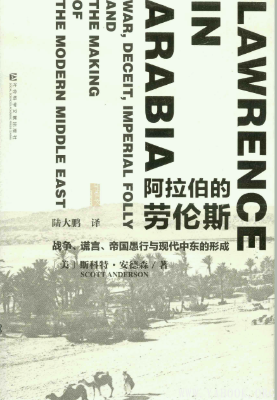 LAWRENCE
IN
ARABIA
WAR, DECEIT, IMPERIAL FOLLY
AND
THE MAKING
OF
THE MODERN MIDDLE EAST
阿拉伯的
劳伦斯
陆大鹏 译
战争、谎言、帝国愚行与现代中东的形成
〔美〕斯科特·安德森/著
SCOTT ANDERSON